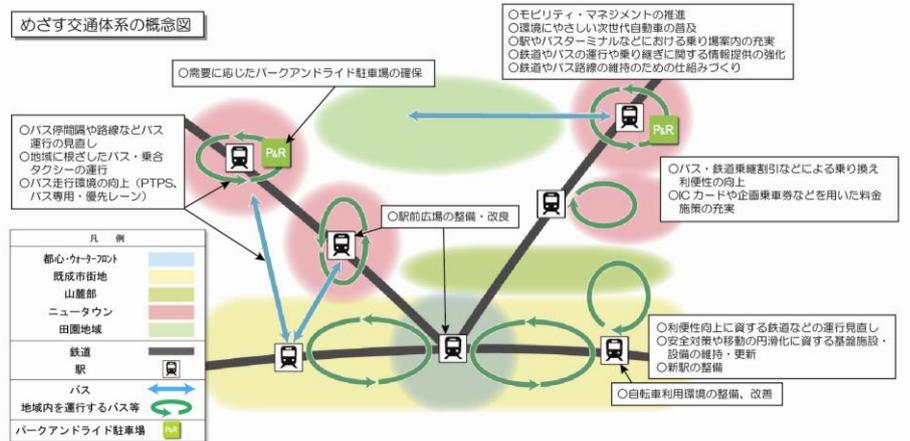 めざす交通体系の概念図
○モビリティ・マネジメントの推進
○環境にやさしい次世代自動車の普及
○駅やバスターミナルなどにおける乗り場案内の充実
○鉄道やバスの運行や乗り継ぎに関する情報提供の強化
○鉄道やバス路線の維持のための仕組みづくり
○需要に応じたパークアンドライド駐車場の確保
○バス停間隔や路線などバス
運行の見直し
○地域に根ざしたバス・乗合
タクシーの運行
○バス走行環境の向上（PTPS、
バス専用・優先レーン）
P&R
P&R
○バス・鉄道乗継割引などによる乗り換え
利便性の向上
○ICカードや企画乗車券などを用いた料金
施策の充実
○駅前広場の整備・改良
○利便性向上に資する鉄道などの運行見直し
○安全対策や移動の円滑化に資する基盤施設・
設備の維持・更新
○新駅の整備
○自転車利用環境の整備、改善
凡 例
都心・ウォーターフロント
既成市街地
山麓部
ニュータウン
田園地域
鉄道
駅
バス
地域内を運行するバス等
パークアンドライド駐車場
P&R